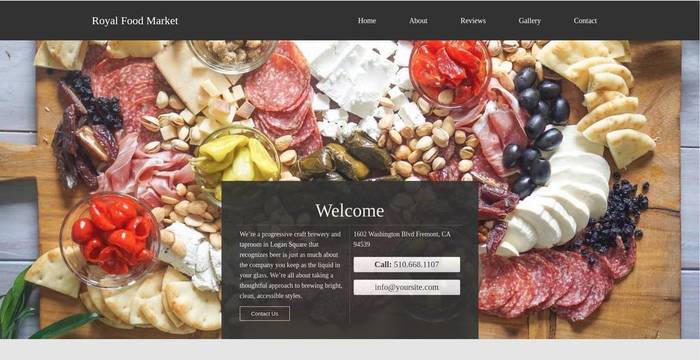 Royal Food Market
Home
About
Reviews
Gallery
Contact
Welcome
We're a progressive craft brewery and
taproom in Logan Square that
recognizes beer is just as much about
the company you keep as the liquid in
your glass. We're all about taking a
thoughtful approach to brewing bright,
clean, accessible styles.
Contact Us
1602 Washington Blvd Fremont, CA
94539
Call: 510.668.1107
info@yoursite.com